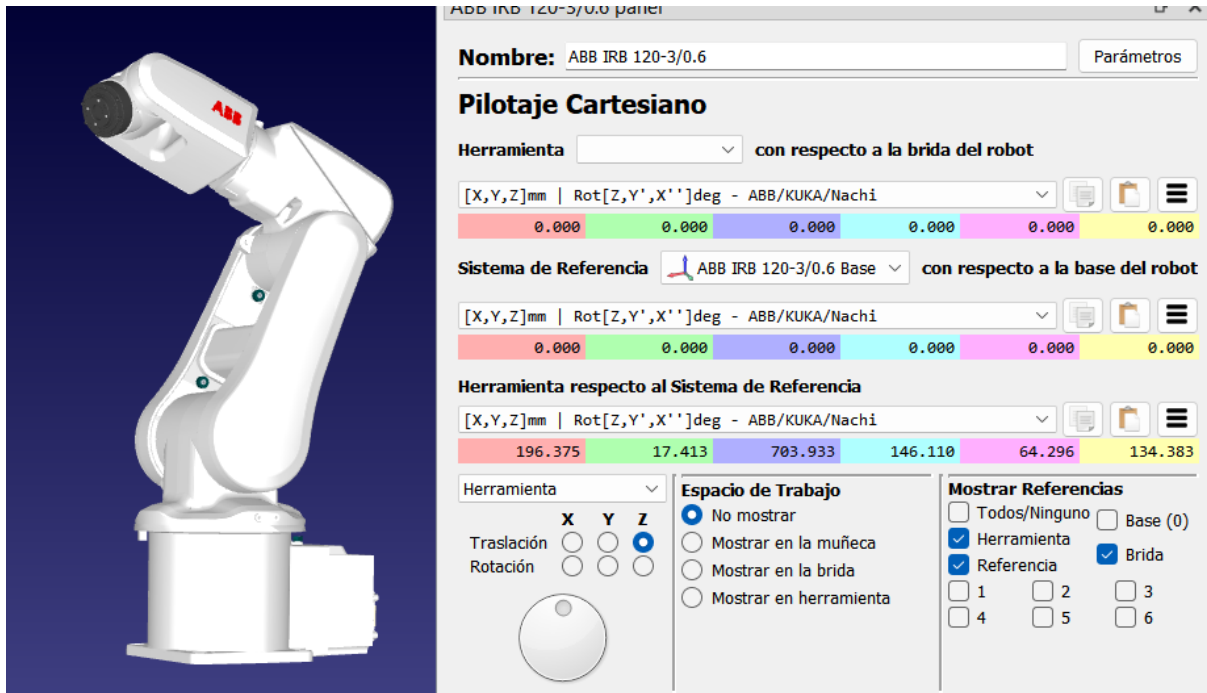 ABB IRB 120-3/0.6 panel
Nombre: ABB IRB 120-3/0.6 Parámetros
Pilotaje Cartesiano
Herramienta con respecto a la brida del robot
[X,Y,Z]mm | Rot[Z,Y',X'']deg - ABB/KUKA/Nachi
0.000 0.000 0.000 0.000 0.000 0.000
Sistema de Referencia ABB IRB 120-3/0.6 Base con respecto a la base del robot
[X,Y,Z]mm | Rot[Z,Y',X'']deg - ABB/KUKA/Nachi
0.000 0.000 0.000 0.000 0.000 0.000
Herramienta respecto al Sistema de Referencia
[X,Y,Z]mm | Rot[Z,Y',X'']deg - ABB/KUKA/Nachi
196.375 17.413 703.933 146.110 64.296 134.383
Herramienta
X Y Z
Traslación
Rotación
Espacio de Trabajo
No mostrar
Mostrar en la muñeca
Mostrar en la brida
Mostrar en herramienta
Mostrar Referencias
Todos/Ninguno Base (0)
Herramienta Brida
Referencia
1 2 3
4 5 6
ABB